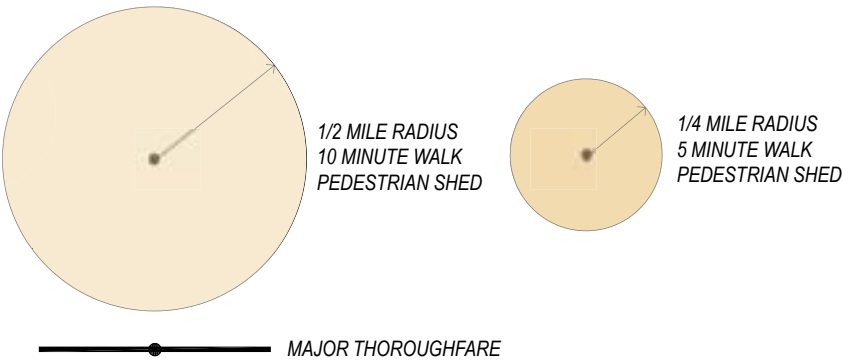 1/2 MILE RADIUS
10 MINUTE WALK
PEDESTRIAN SHED
1/4 MILE RADIUS
5 MINUTE WALK
PEDESTRIAN SHED
MAJOR THOROUGHFARE